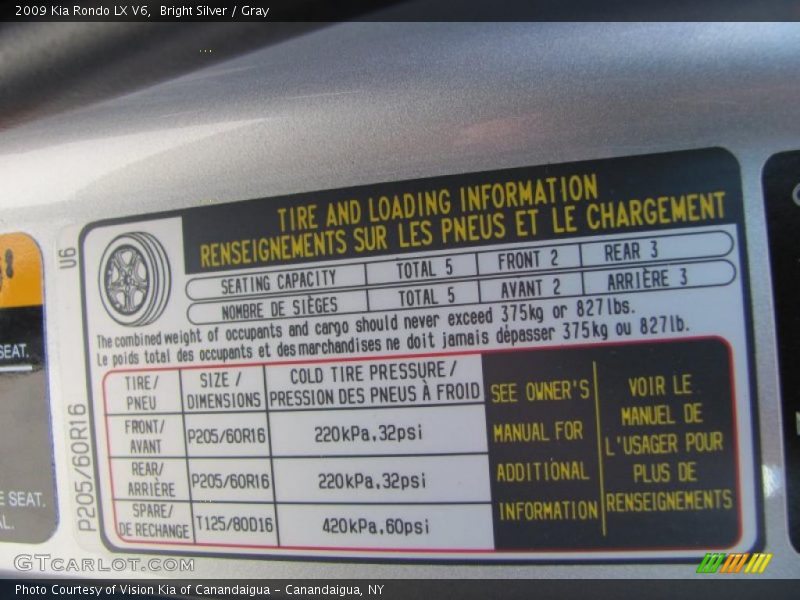 2009 Kia Rondo LX V6, Bright Silver / Gray
TIRE AND LOADING INFORMATION
RENSEIGNEMENTS SUR LES PNEUS ET LE CHARGEMENT
U6
SEATING CAPACITY TOTAL 5 FRONT 2 REAR 3
NOMBRE DE SIÈGES TOTAL 5 AVANT 2 ARRIÈRE 3
The combined weight of occupants and cargo should never exceed 375kg or 827lbs.
Le poids total des occupants et des marchandises ne doit jamais dépasser 375kg ou 827lb.
SEAT.
TIRE / PNEU SIZE / DIMENSIONS COLD TIRE PRESSURE / PRESSION DES PNEUS À FROID
FRONT/ AVANT P205/60R16 220kPa,32psi
REAR/ ARRIÈRE P205/60R16 220kPa,32psi
SPARE/ DE RECHANGE T125/80D16 420kPa,60psi
SEE OWNER'S
MANUAL FOR
ADDITIONAL
INFORMATION
VOIR LE
MANUEL DE
L'USAGER POUR
PLUS DE
RENSEIGNEMENTS
P205/60R16
E SEAT.
AL.
GTCARLOT.COM
Photo Courtesy of Vision Kia of Canandaigua - Canandaigua, NY